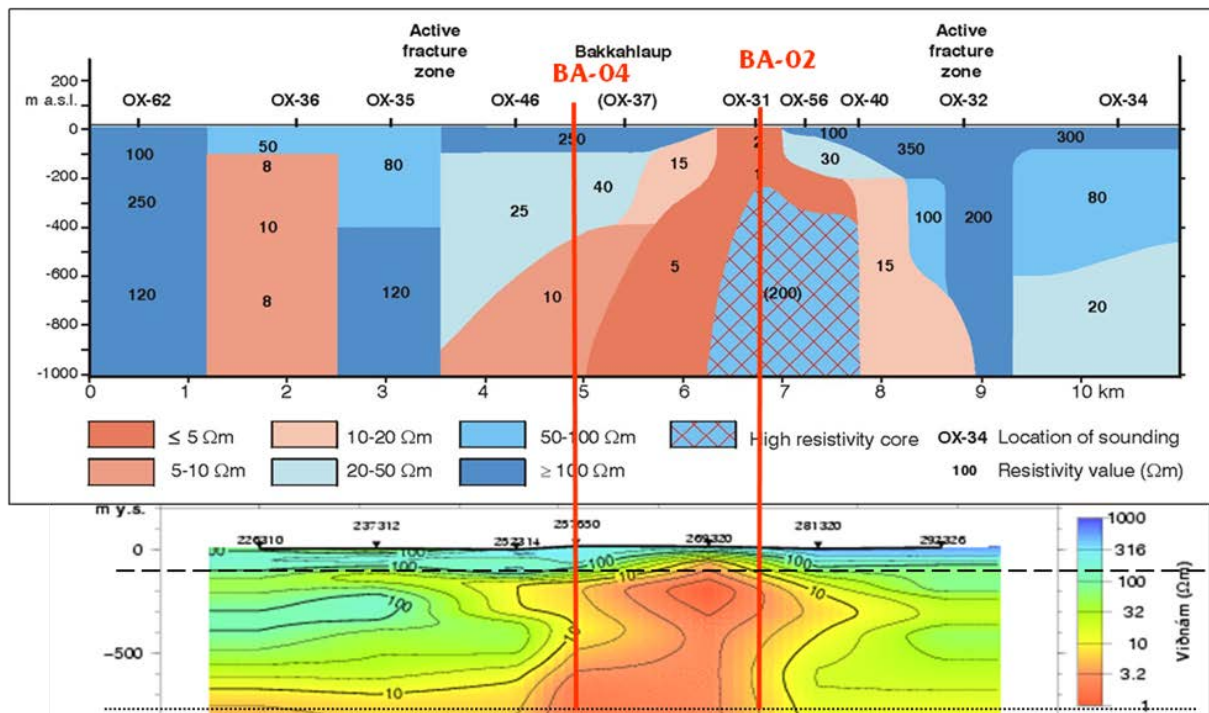 Active fracture zone
Bakkahlaup
Active fracture zone
BA-04
BA-02
200
m a.s.l.
OX-62 OX-36 OX-35 OX-46 (OX-37) OX-31 OX-56 OX-40 OX-32 OX-34
0
50 250 2 100 300
100 8 80 15 30 350
-200
250 25 40 1 100 200 80
10
-400
-600
120 8 120 10 5 (200) 15 20
-800
-1000
0 1 2 3 4 5 6 7 8 9 10 km
≤ 5 Ωm 10-20 Ωm 50-100 Ωm High resistivity core OX-34 Location of sounding
5-10 Ωm 20-50 Ωm ≥ 100 Ωm 100 Resistivity value (Ωm)
m y.s.
226310 237312 252314 257650 269320 281320 292326
0
100 100 100 100
10 10
100
10
-500
10
1000
316
100
32
10
3.2
1
Viðnám (Ωm)